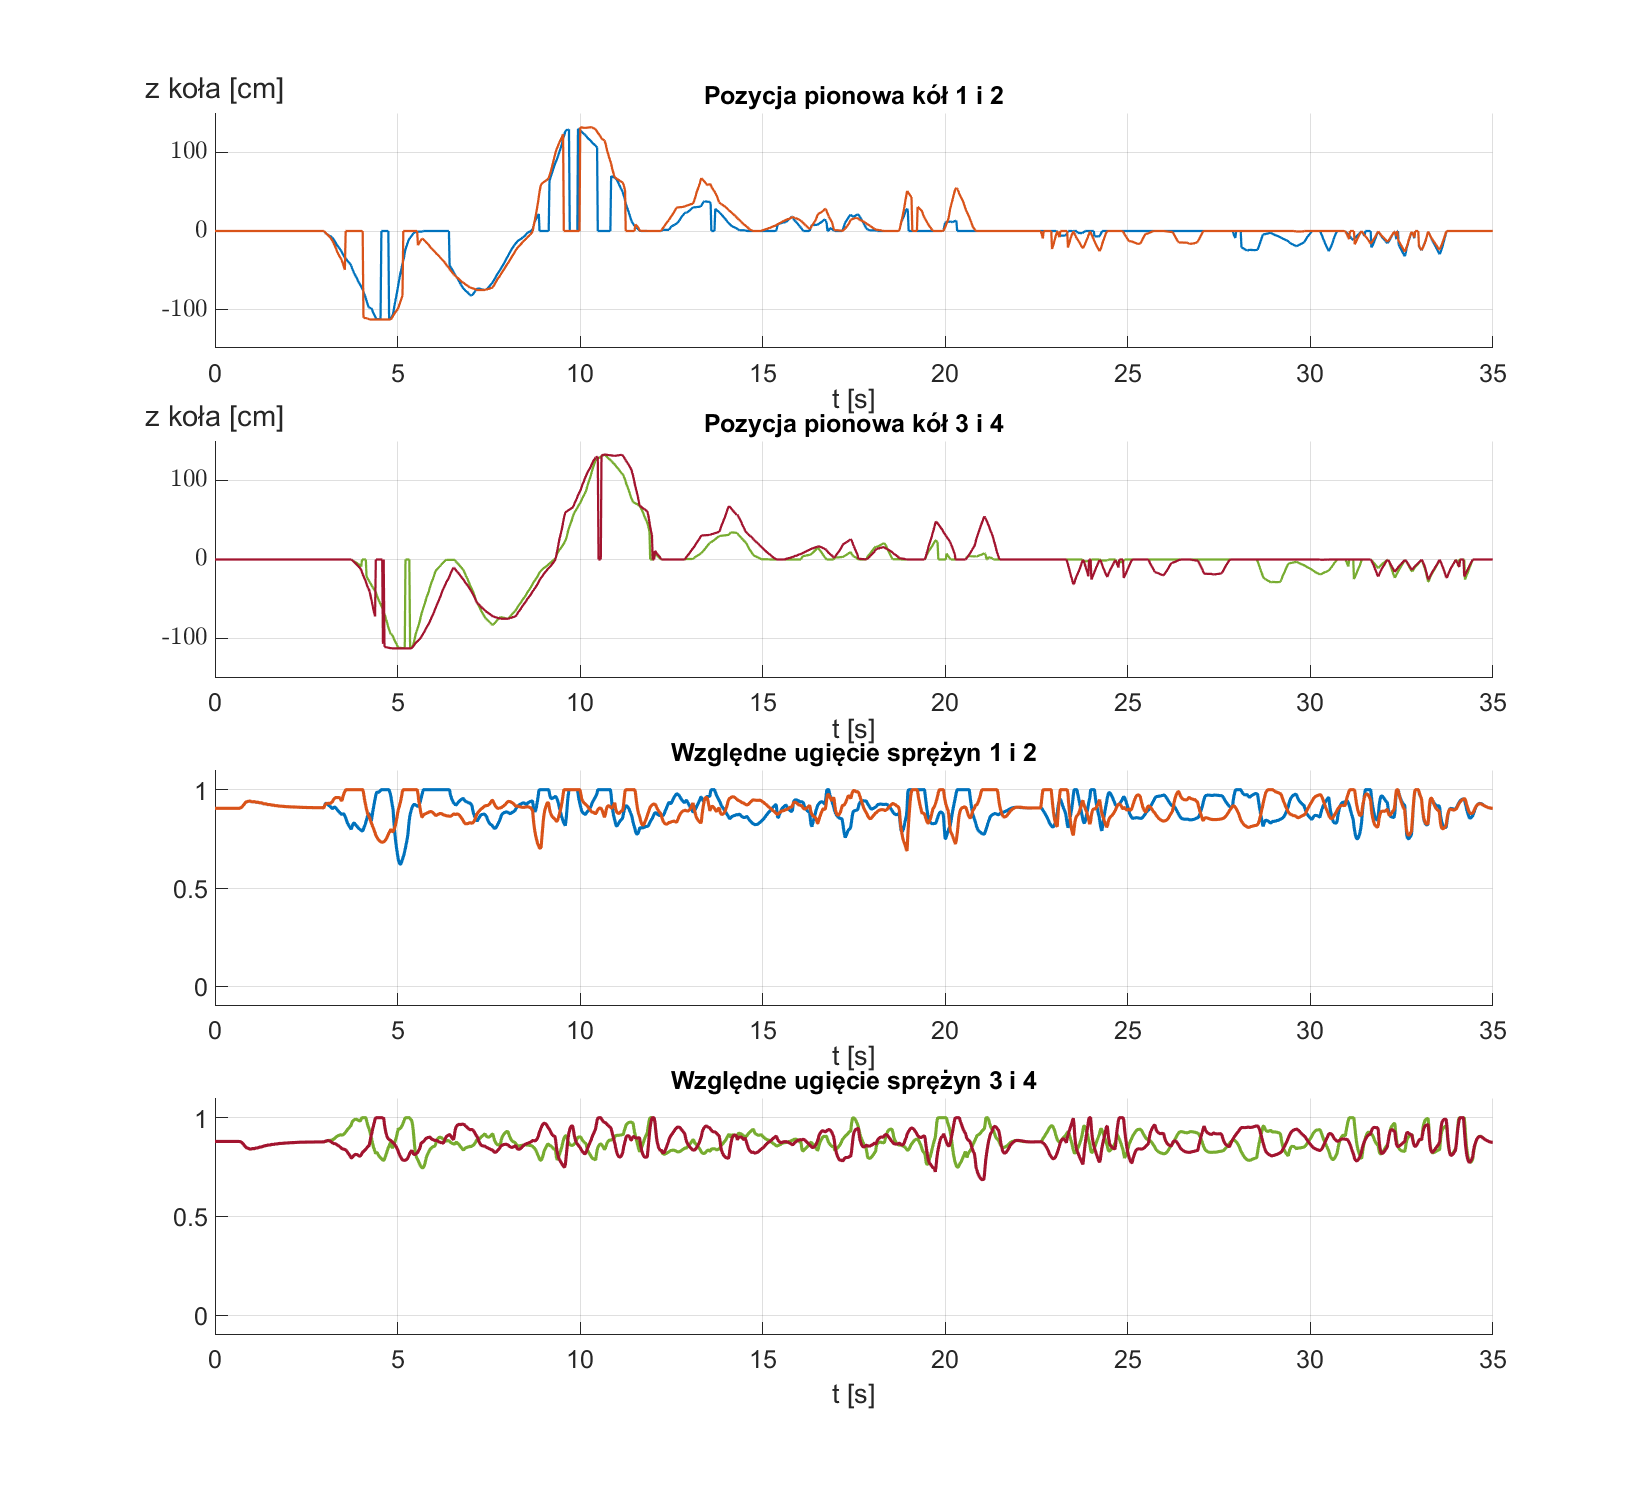 z koła [cm]
Pozycja pionowa kół 1 i 2
100
0
-100
0 5 10 15 20 25 30 35
t [s]
z koła [cm]
Pozycja pionowa kół 3 i 4
100
0
-100
0 5 10 15 20 25 30 35
t [s]
Względne ugięcie sprężyn 1 i 2
1
0.5
0
0 5 10 15 20 25 30 35
t [s]
Względne ugięcie sprężyn 3 i 4
1
0.5
0
0 5 10 15 20 25 30 35
t [s]